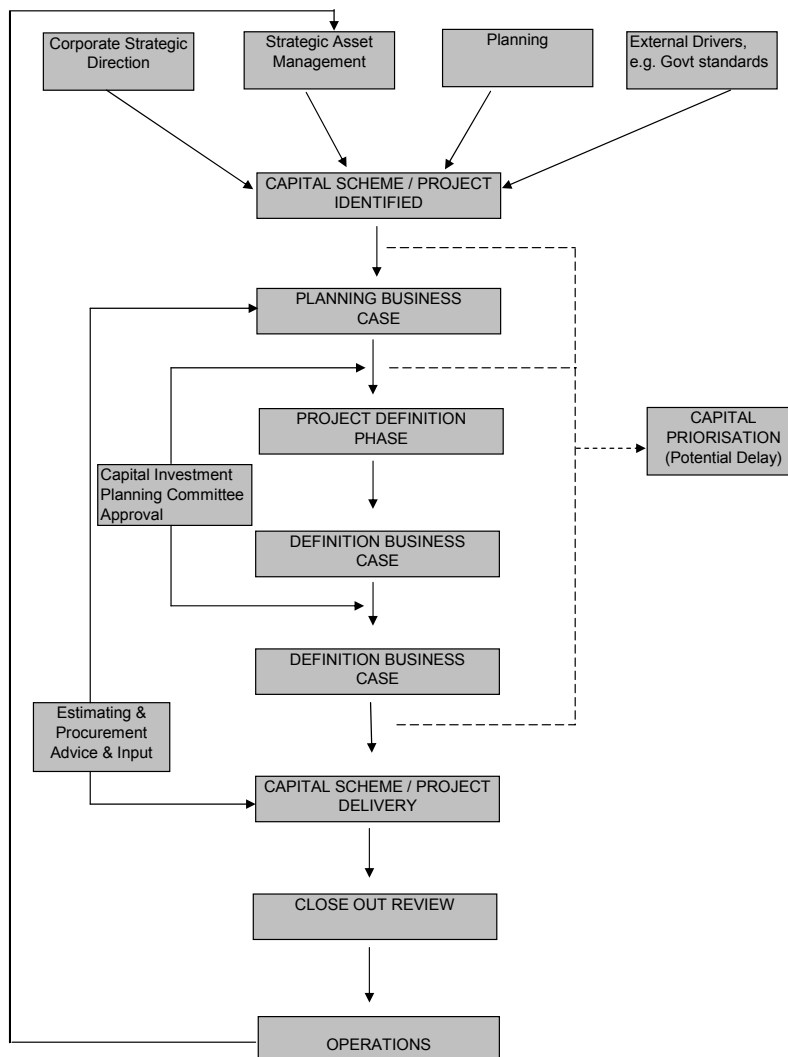 Corporate Strategic
Direction
Strategic Asset
Management
Planning
External Drivers,
e.g. Govt standards
CAPITAL SCHEME / PROJECT
IDENTIFIED
PLANNING BUSINESS
CASE
PROJECT DEFINITION
PHASE
CAPITAL
PRIORISATION
(Potential Delay)
Capital Investment
Planning Committee
Approval
DEFINITION BUSINESS
CASE
DEFINITION BUSINESS
CASE
Estimating &
Procurement
Advice & Input
CAPITAL SCHEME / PROJECT
DELIVERY
CLOSE OUT REVIEW
OPERATIONS